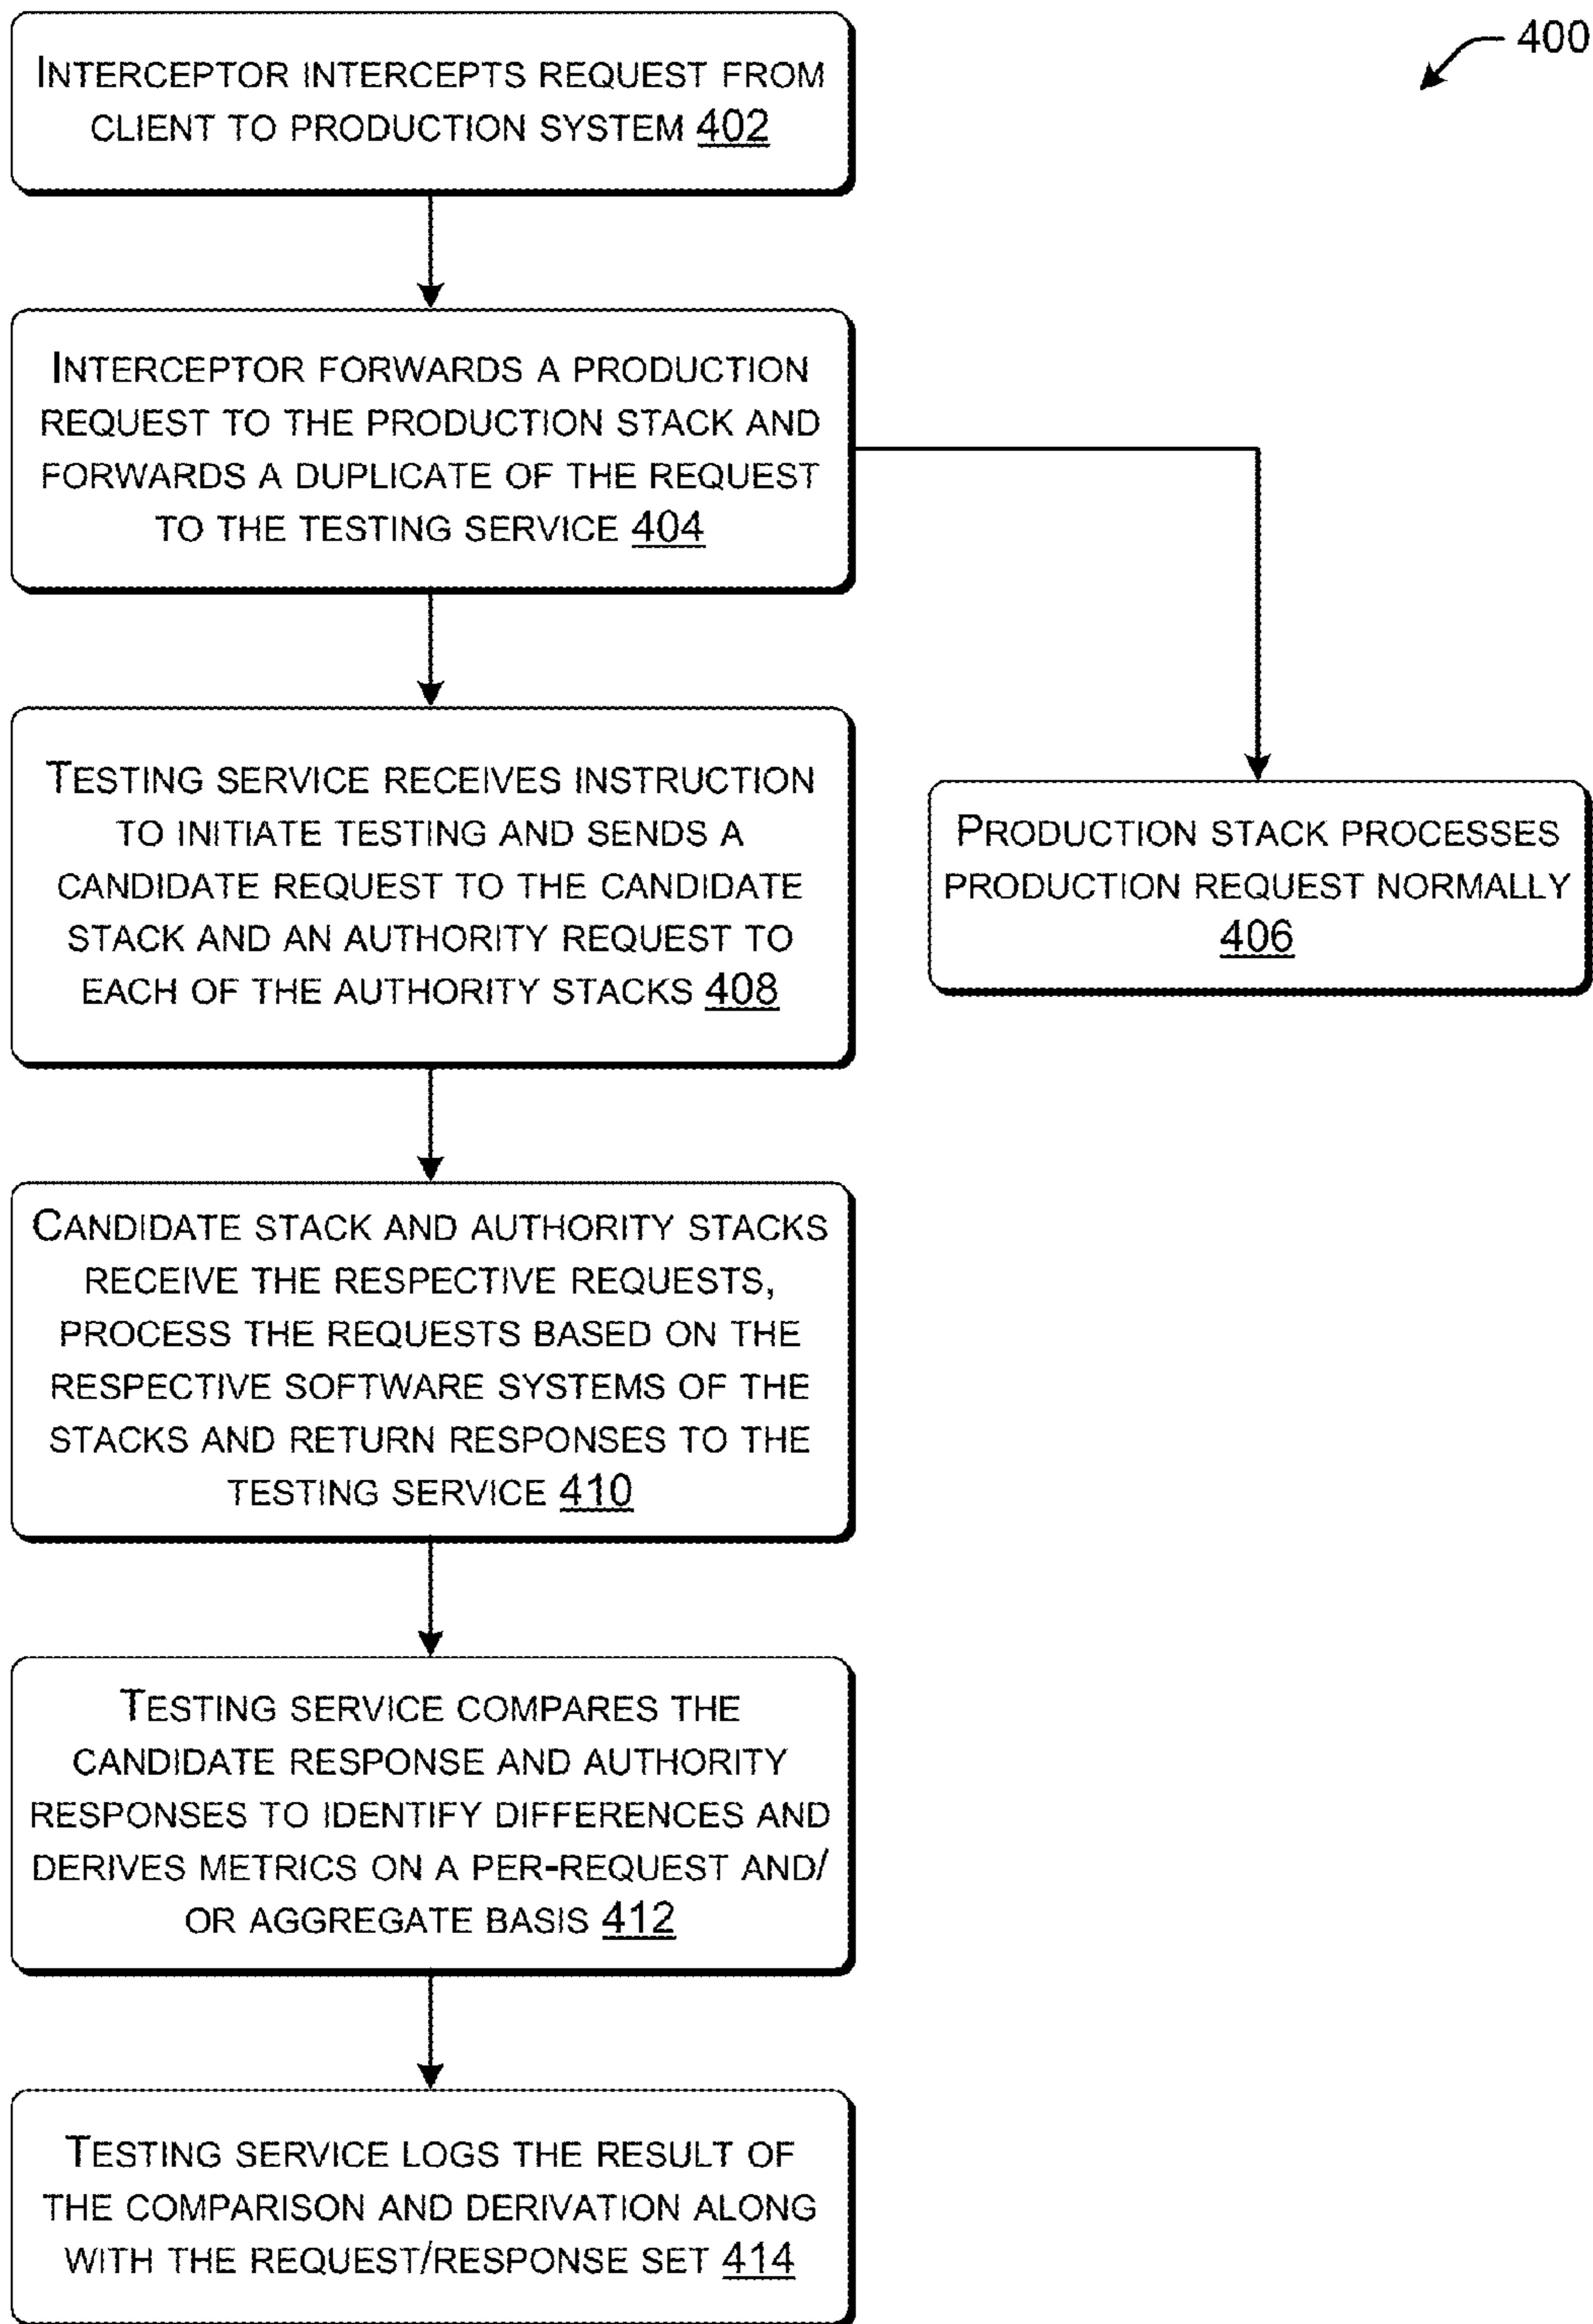 400
INTERCEPTOR INTERCEPTS REQUEST FROM
CLIENT TO PRODUCTION SYSTEM 402
INTERCEPTOR FORWARDS A PRODUCTION
REQUEST TO THE PRODUCTION STACK AND
FORWARDS A DUPLICATE OF THE REQUEST
TO THE TESTING SERVICE 404
TESTING SERVICE RECEIVES INSTRUCTION
TO INITIATE TESTING AND SENDS A
CANDIDATE REQUEST TO THE CANDIDATE
STACK AND AN AUTHORITY REQUEST TO
EACH OF THE AUTHORITY STACKS 408
PRODUCTION STACK PROCESSES
PRODUCTION REQUEST NORMALLY
406
CANDIDATE STACK AND AUTHORITY STACKS
RECEIVE THE RESPECTIVE REQUESTS,
PROCESS THE REQUESTS BASED ON THE
RESPECTIVE SOFTWARE SYSTEMS OF THE
STACKS AND RETURN RESPONSES TO THE
TESTING SERVICE 410
TESTING SERVICE COMPARES THE
CANDIDATE RESPONSE AND AUTHORITY
RESPONSES TO IDENTIFY DIFFERENCES AND
DERIVES METRICS ON A PER-REQUEST AND/
OR AGGREGATE BASIS 412
TESTING SERVICE LOGS THE RESULT OF
THE COMPARISON AND DERIVATION ALONG
WITH THE REQUEST/RESPONSE SET 414